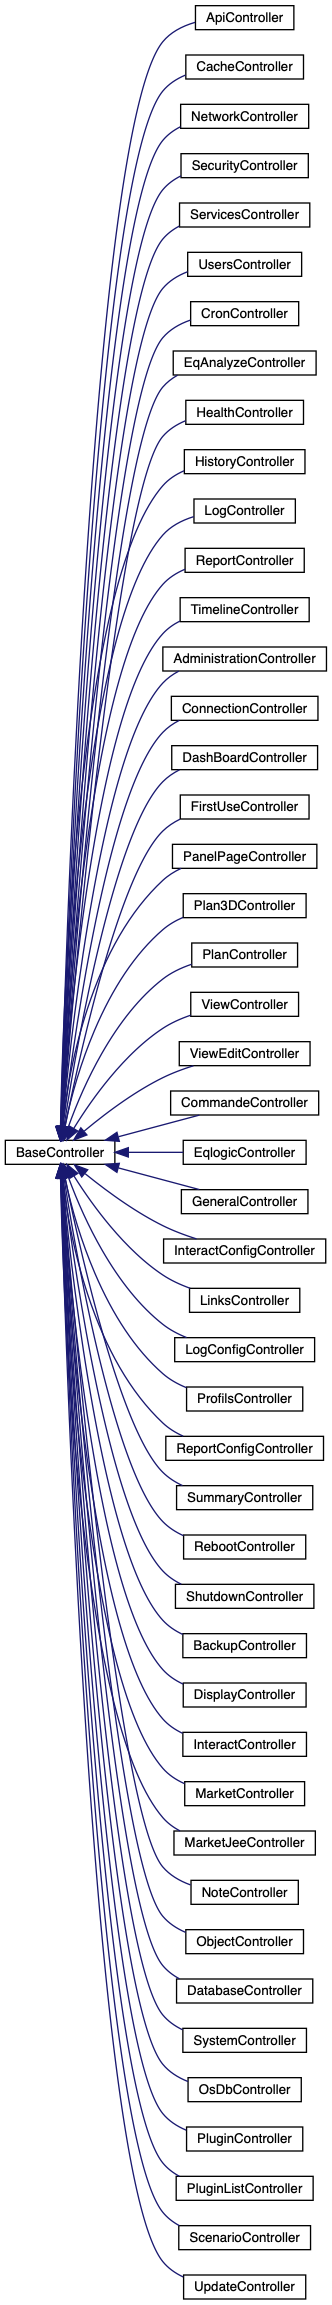 ApiController
CacheController
NetworkController
SecurityController
ServicesController
UsersController
CronController
EqAnalyzeController
HealthController
HistoryController
LogController
ReportController
TimelineController
AdministrationController
ConnectionController
DashBoardController
FirstUseController
PanelPageController
Plan3DController
PlanController
ViewController
ViewEditController
CommandeController
BaseController
EqlogicController
GeneralController
InteractConfigController
LinksController
LogConfigController
ProfilsController
ReportConfigController
SummaryController
RebootController
ShutdownController
BackupController
DisplayController
InteractController
MarketController
MarketJeeController
NoteController
ObjectController
DatabaseController
SystemController
OsDbController
PluginController
PluginListController
ScenarioController
UpdateController